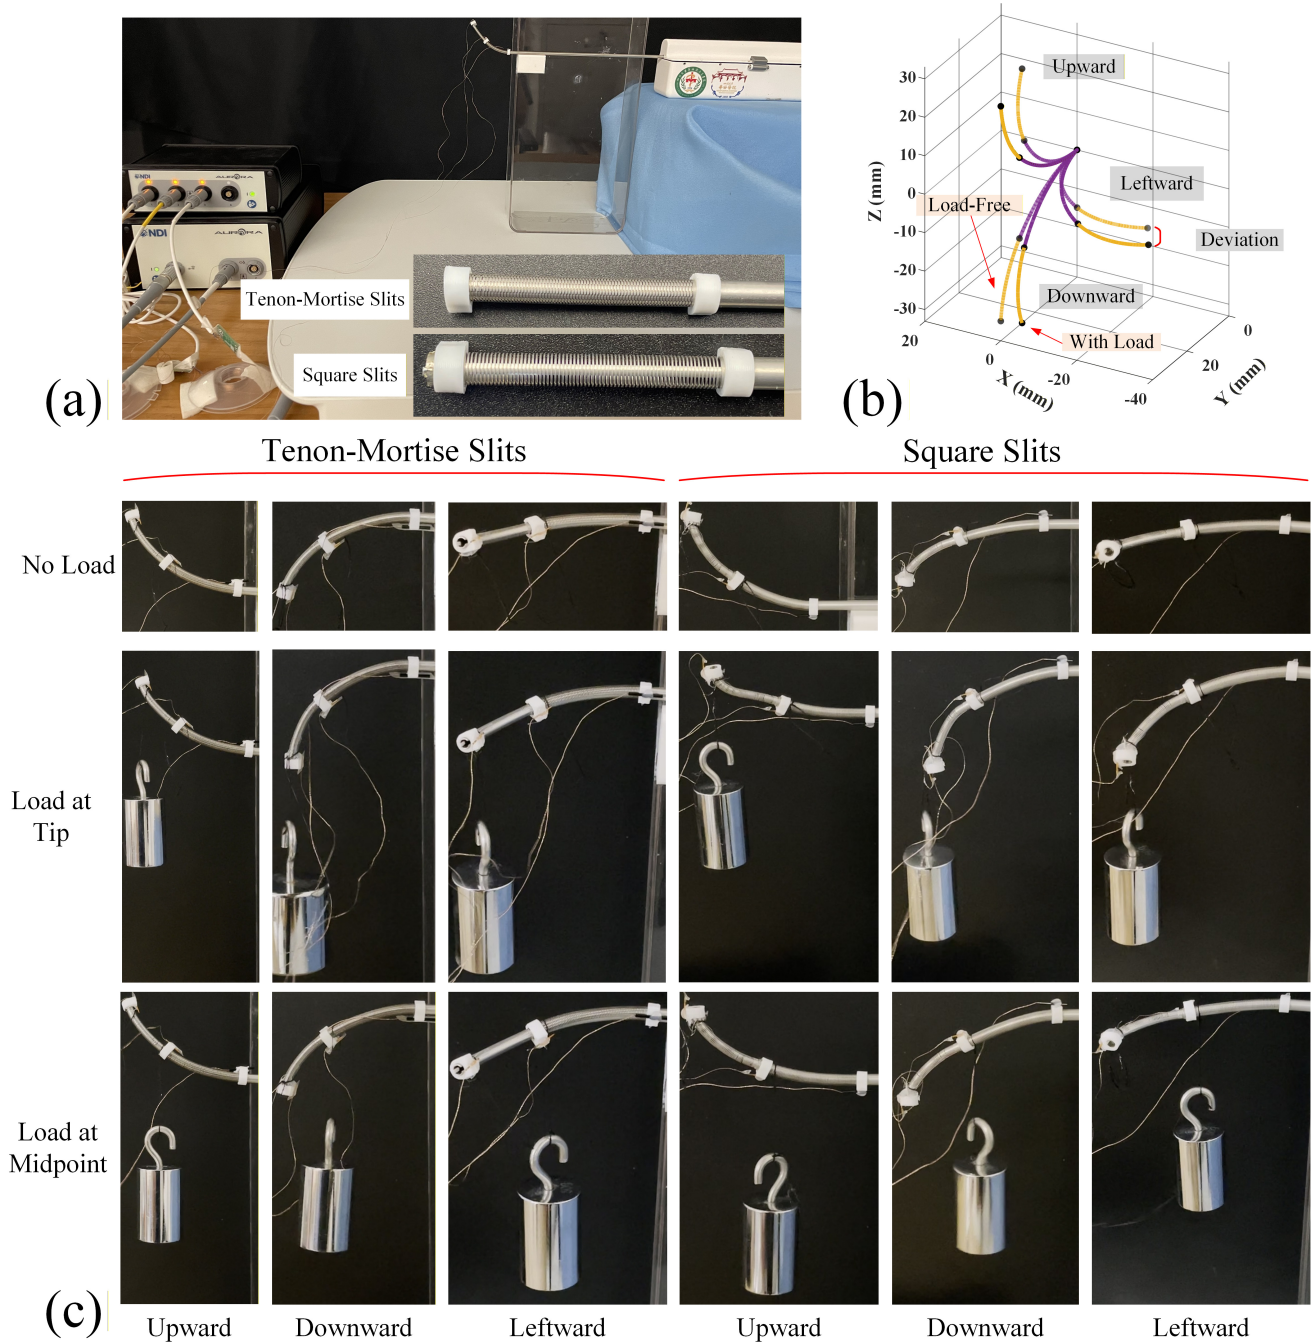 NDI
AURORA
NDI
AURORA
Tenon-Mortise Slits
Square Slits
(a)
30
20
10
0
-10
-20
-30
Z (mm)
20
0
-20
-40
X (mm)
0
20
Y (mm)
Upward
Leftward
Load-Free
Deviation
Downward
With Load
(b)
Tenon-Mortise Slits
Square Slits
No Load
Load at
Tip
Load at
Midpoint
(c)
Upward
Downward
Leftward
Upward
Downward
Leftward